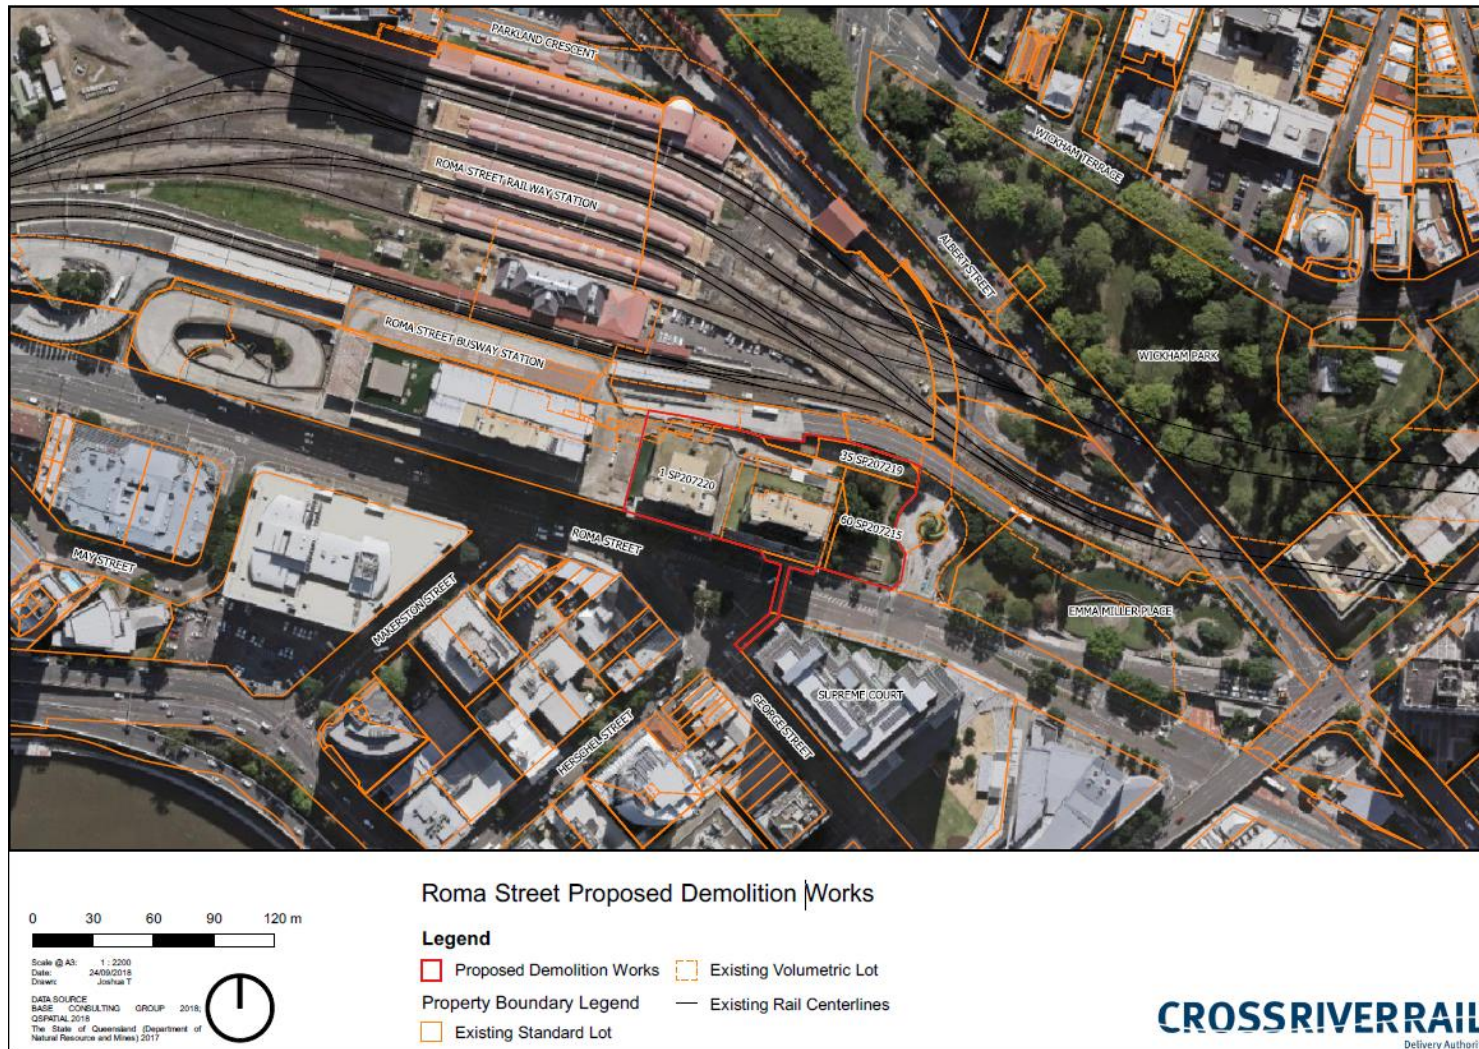 PARKLAND CRESCENT
WICKHAM TERRACE
ROMA STREET RAILWAY STATION
ALBERT STREET
ROMA STREET BUSWAY STATION
WICKHAM PARK
35 SP207219
1 SP207220
60 SP207215
ROMA STREET
MAY STREET
MAKERSTON STREET
EMMA MILLER PLACE
SUPREME COURT
GEORGE STREET
HERSCHEL STREET
Roma Street Proposed Demolition Works
0 30 60 90 120 m
Legend
Scale @ A3: 1 : 2200
Date: 24/09/2018
Drawn: Joshua T
Proposed Demolition Works
Existing Volumetric Lot
Property Boundary Legend
Existing Rail Centerlines
Existing Standard Lot
DATA SOURCE
BASE CONSULTING GROUP 2018;
QSPATIAL 2018
The State of Queensland (Department of
Natural Resource and Mines) 2017
CROSSRIVERRAIL
Delivery Authori